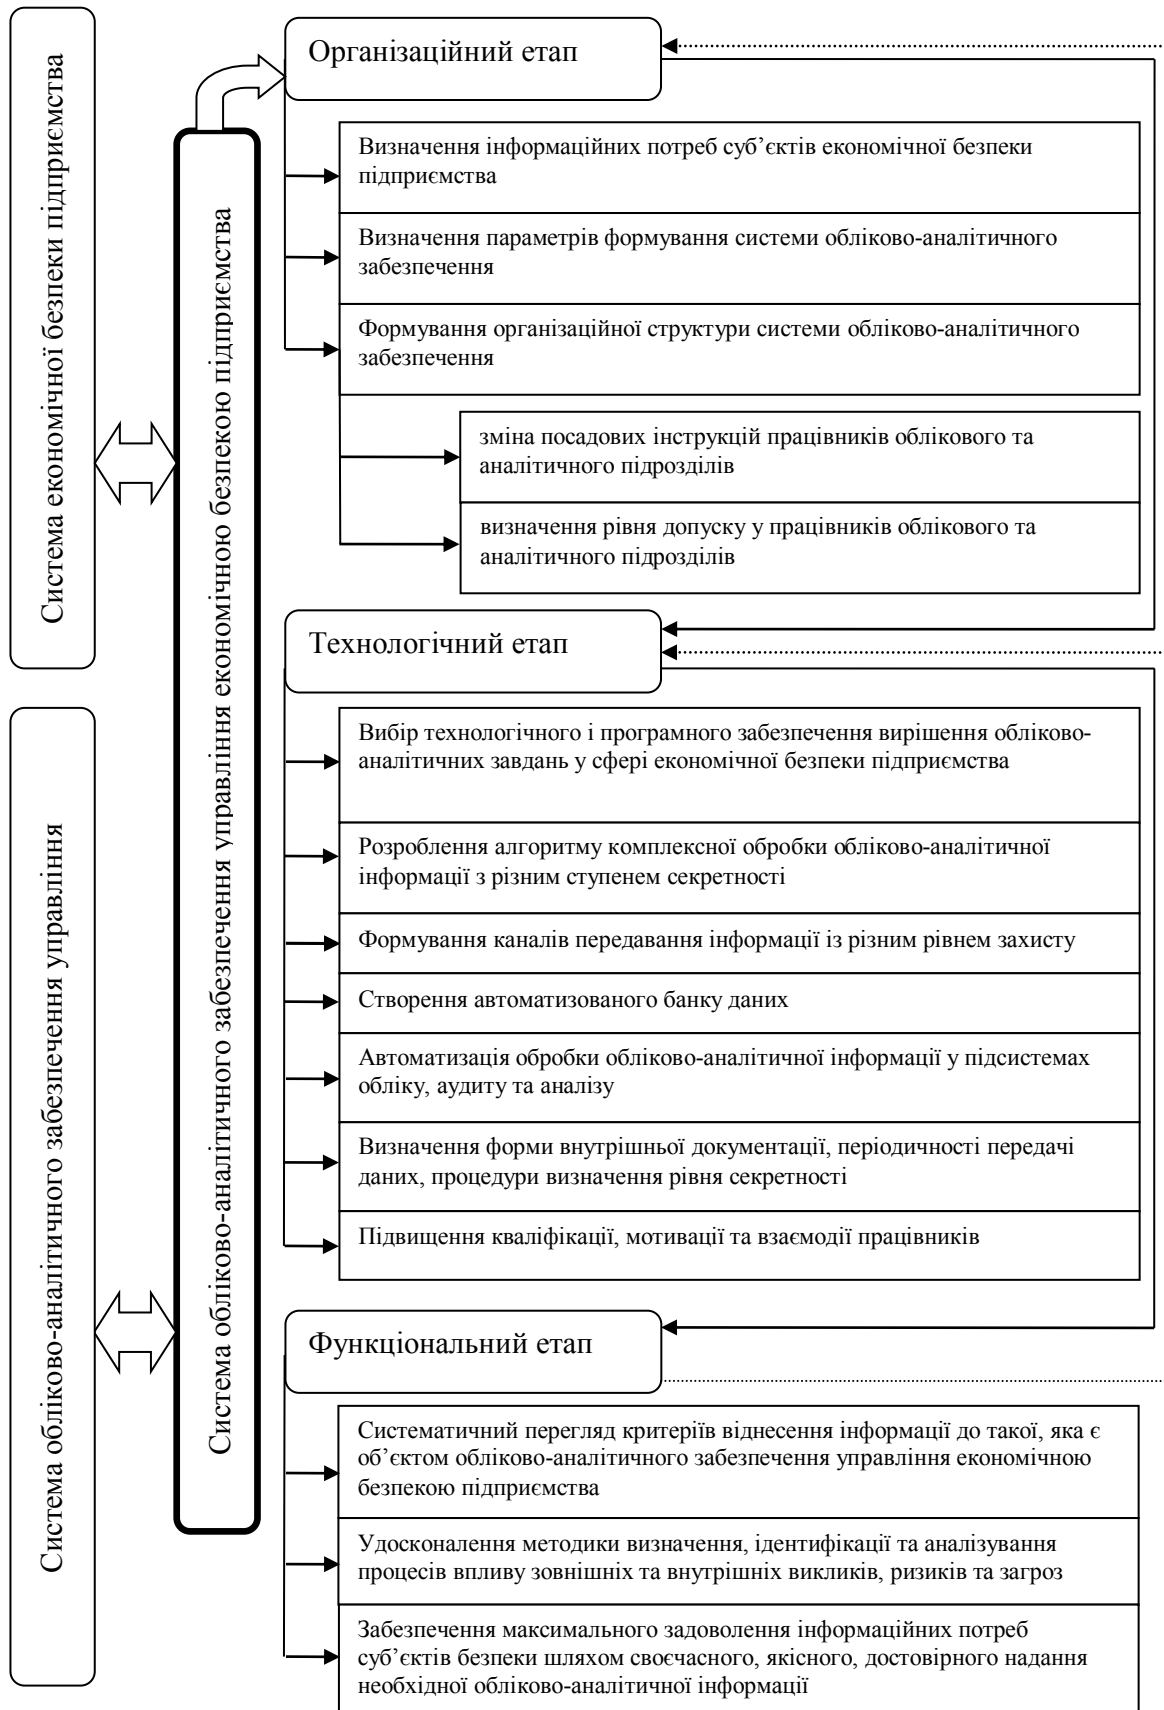 Система економічної безпеки підприємства
Система обліково-аналітичного забезпечення управління
Система обліково-аналітичного забезпечення управління економічною безпекою підприємства
Організаційний етап
Визначення інформаційних потреб суб’єктів економічної безпеки
підприємства
Визначення параметрів формування системи обліково-аналітичного
забезпечення
Формування організаційної структури системи обліково-аналітичного
забезпечення
зміна посадових інструкцій працівників облікового та
аналітичного підрозділів
визначення рівня допуску у працівників облікового та
аналітичного підрозділів
Технологічний етап
Вибір технологічного і програмного забезпечення вирішення обліково-
аналітичних завдань у сфері економічної безпеки підприємства
Розроблення алгоритму комплексної обробки обліково-аналітичної
інформації з різним ступенем секретності
Формування каналів передавання інформації із різним рівнем захисту
Створення автоматизованого банку даних
Автоматизація обробки обліково-аналітичної інформації у підсистемах
обліку, аудиту та аналізу
Визначення форми внутрішньої документації, періодичності передачі
даних, процедури визначення рівня секретності
Підвищення кваліфікації, мотивації та взаємодії працівників
Функціональний етап
Систематичний перегляд критеріїв віднесення інформації до такої, яка є
об’єктом обліково-аналітичного забезпечення управління економічною
безпекою підприємства
Удосконалення методики визначення, ідентифікації та аналізування
процесів впливу зовнішніх та внутрішніх викликів, ризиків та загроз
Забезпечення максимального задоволення інформаційних потреб
суб’єктів безпеки шляхом своєчасного, якісного, достовірного надання
необхідної обліково-аналітичної інформації